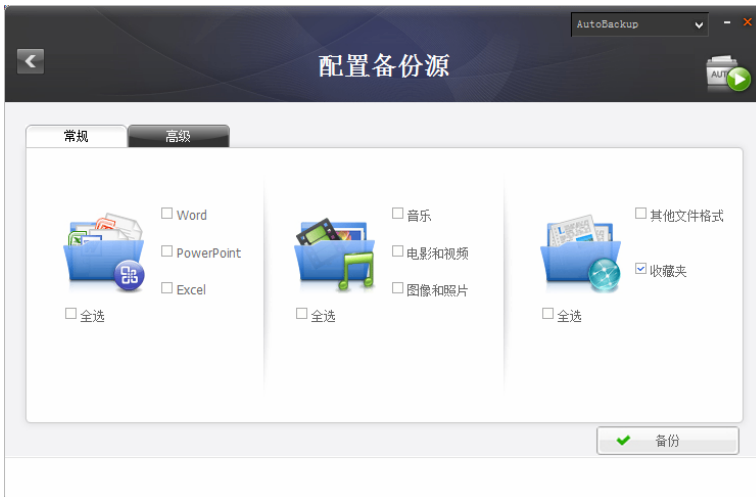 AutoBackup
配置备份源
AUTO
常规
高级
Word
PowerPoint
Excel
全选
音乐
电影和视频
图像和照片
全选
其他文件格式
收藏夹
全选
备份